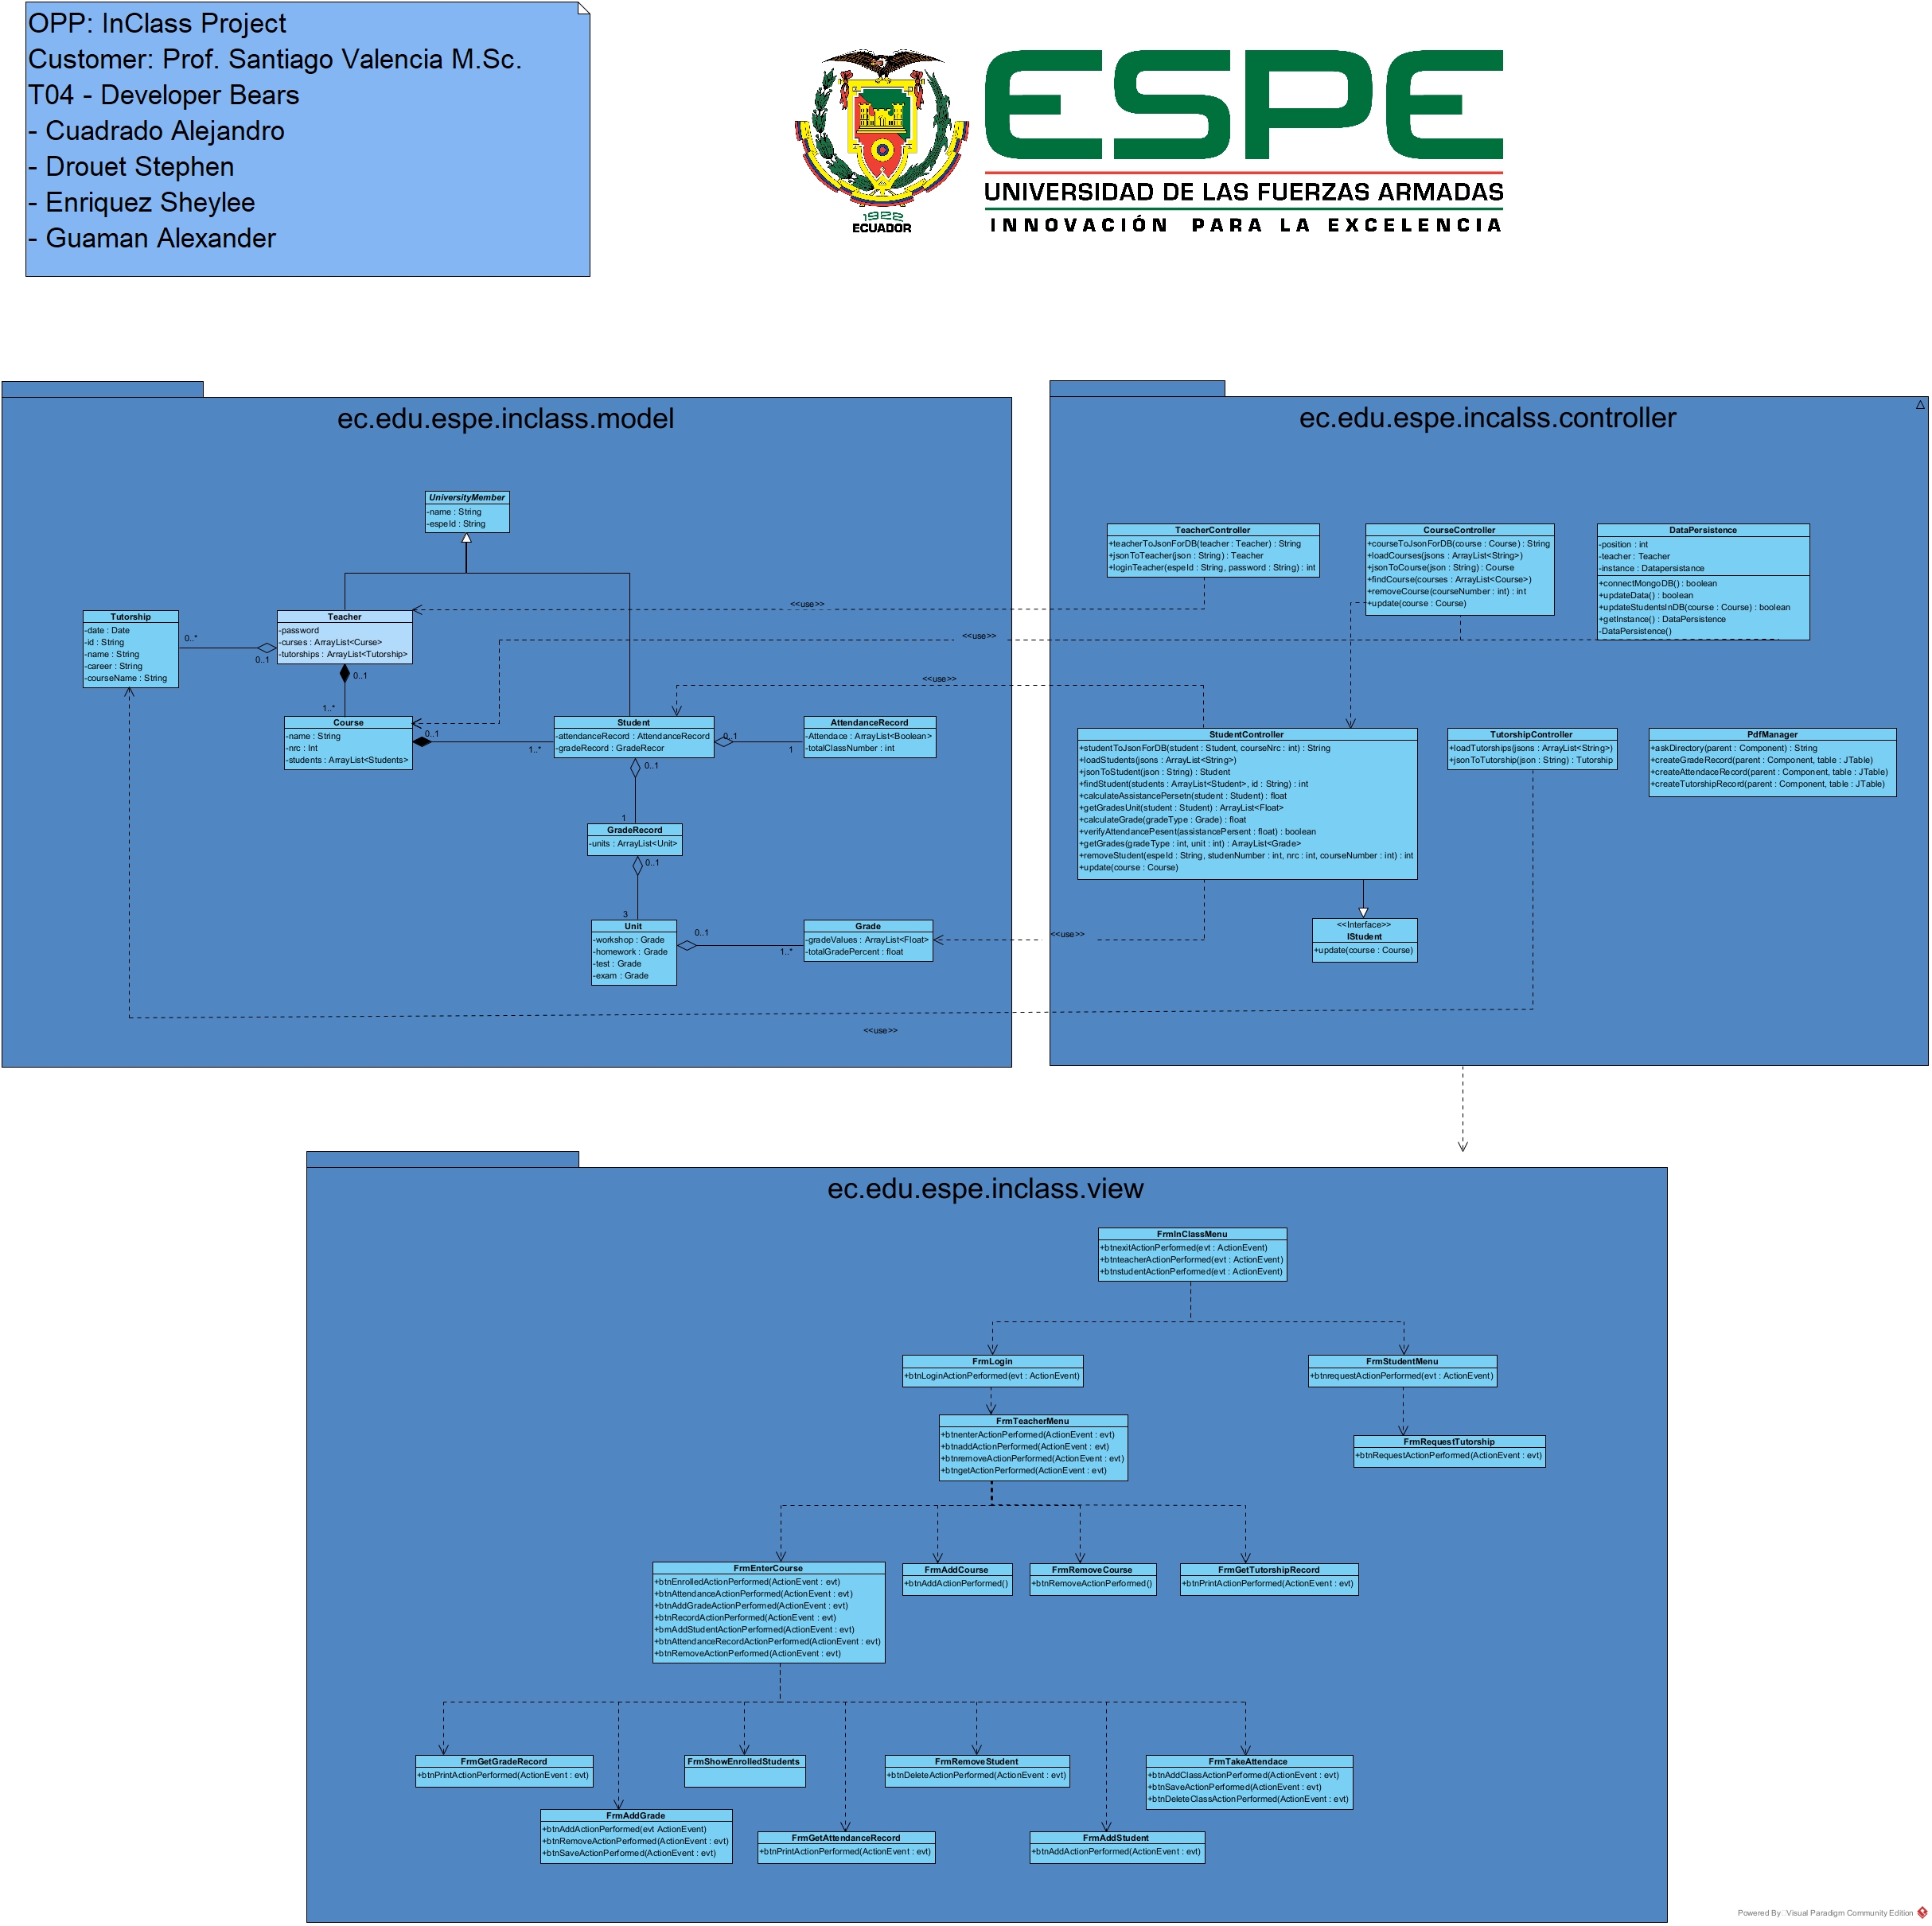 OPP: InClass Project
Customer: Prof. Santiago Valencia M.Sc.
T04 - Developer Bears
- Cuadrado Alejandro
- Drouet Stephen
- Enriquez Sheylee
- Guaman Alexander
1922
ECUADOR
ESPE
UNIVERSIDAD DE LAS FUERZAS ARMADAS
INNOVACIÓN PARA LA EXCELENCIA
ec.edu.espe.inclass.model
UniversityMember
-name : String
-espeId : String
Tutorship
-date : Date
-id : String
-name : String
-career : String
-courseName : String
0..*
0..1
Teacher
-password
-curses : ArrayList<Curse>
-tutorships : ArrayList<Tutorship>
0..1
1..*
Course
-name : String
-nrc : Int
-students : ArrayList<Students>
0..1
1..*
Student
-attendanceRecord : AttendanceRecord
-gradeRecord : GradeRecor
0..1
1
AttendanceRecord
-Attendace : ArrayList<Boolean>
-totalClassNumber : int
0..1
1
GradeRecord
-units : ArrayList<Unit>
0..1
3
Unit
-workshop : Grade
-homework : Grade
-test : Grade
-exam : Grade
0..1
1..*
Grade
-gradeValues : ArrayList<Float>
-totalGradePercent : float
<<use>>
<<use>>
<<use>>
<<use>>
<<use>>
ec.edu.espe.incalss.controller
TeacherController
+teacherToJsonForDB(teacher : Teacher) : String
+jsonToTeacher(json : String) : Teacher
+loginTeacher(espeId : String, password : String) : int
CourseController
+courseToJsonForDB(course : Course) : String
+loadCourses(jsons : ArrayList<String>)
+jsonToCourse(json : String) : Course
+findCourse(courses : ArrayList<Course>)
+removeCourse(courseNumber : int) : int
+update(course : Course)
DataPersistence
-position : int
-teacher : Teacher
-instance : Datapersistance
+connectMongoDB() : boolean
+updateData() : boolean
+updateStudentsInDB(course : Course) : boolean
+getInstance() : DataPersistence
-DataPersistence()
StudentController
+studentToJsonForDB(student : Student, courseNrc : int) : String
+loadStudents(jsons : ArrayList<String>)
+jsonToStudent(json : String) : Student
+findStudent(students : ArrayList<Student>, id : String) : int
+calculateAssistancePersetn(student : Student) : float
+getGradesUnit(student : Student) : ArrayList<Float>
+calculateGrade(gradeType : Grade) : float
+verifyAttendancePesent(assistancePersent : float) : boolean
+getGrades(gradeType : int, unit : int) : ArrayList<Grade>
+removeStudent(espeId : String, studenNumber : int, nrc : int, courseNumber : int) : int
+update(course : Course)
TutorshipController
+loadTutorships(jsons : ArrayList<String>)
+jsonToTutorship(json : String) : Tutorship
PdfManager
+askDirectory(parent : Component) : String
+createGradeRecord(parent : Component, table : JTable)
+createAttendaceRecord(parent : Component, table : JTable)
+createTutorshipRecord(parent : Component, table : JTable)
<<Interface>>
IStudent
+update(course : Course)
ec.edu.espe.inclass.view
FrmInClassMenu
+btnexitActionPerformed(evt : ActionEvent)
+btnteacherActionPerformed(evt : ActionEvent)
+btnstudentActionPerformed(evt : ActionEvent)
FrmLogin
+btnLoginActionPerformed(evt : ActionEvent)
FrmStudentMenu
+btnrequestActionPerformed(evt : ActionEvent)
FrmTeacherMenu
+btnenterActionPerformed(ActionEvent : evt)
+btnaddActionPerformed(ActionEvent : evt)
+btnremoveActionPerformed(ActionEvent : evt)
+btngetActionPerformed(ActionEvent : evt)
FrmRequestTutorship
+btnRequestActionPerformed(ActionEvent : evt)
FrmEnterCourse
+btnEnrolledActionPerformed(ActionEvent : evt)
+btnAttendanceActionPerformed(ActionEvent : evt)
+btnAddGradeActionPerformed(ActionEvent : evt)
+btnRecordActionPerformed(ActionEvent : evt)
+bmAddStudentActionPerformed(ActionEvent : evt)
+btnAttendanceRecordActionPerformed(ActionEvent : evt)
+btnRemoveActionPerformed(ActionEvent : evt)
FrmAddCourse
+btnAddActionPerformed()
FrmRemoveCourse
+btnRemoveActionPerformed()
FrmGetTutorshipRecord
+btnPrintActionPerformed(ActionEvent : evt)
FrmGetGradeRecord
+btnPrintActionPerformed(ActionEvent : evt)
FrmShowEnrolledStudents
FrmRemoveStudent
+btnDeleteActionPerformed(ActionEvent : evt)
FrmTakeAttendace
+btnAddClassActionPerformed(ActionEvent : evt)
+btnSaveActionPerformed(ActionEvent : evt)
+btnDeleteClassActionPerformed(ActionEvent : evt)
FrmAddGrade
+btnAddActionPerformed(evt ActionEvent)
+btnRemoveActionPerformed(ActionEvent : evt)
+btnSaveActionPerformed(ActionEvent : evt)
FrmGetAttendanceRecord
+btnPrintActionPerformed(ActionEvent : evt)
FrmAddStudent
+btnAddActionPerformed(ActionEvent : evt)
Powered By Visual Paradigm Community Edition